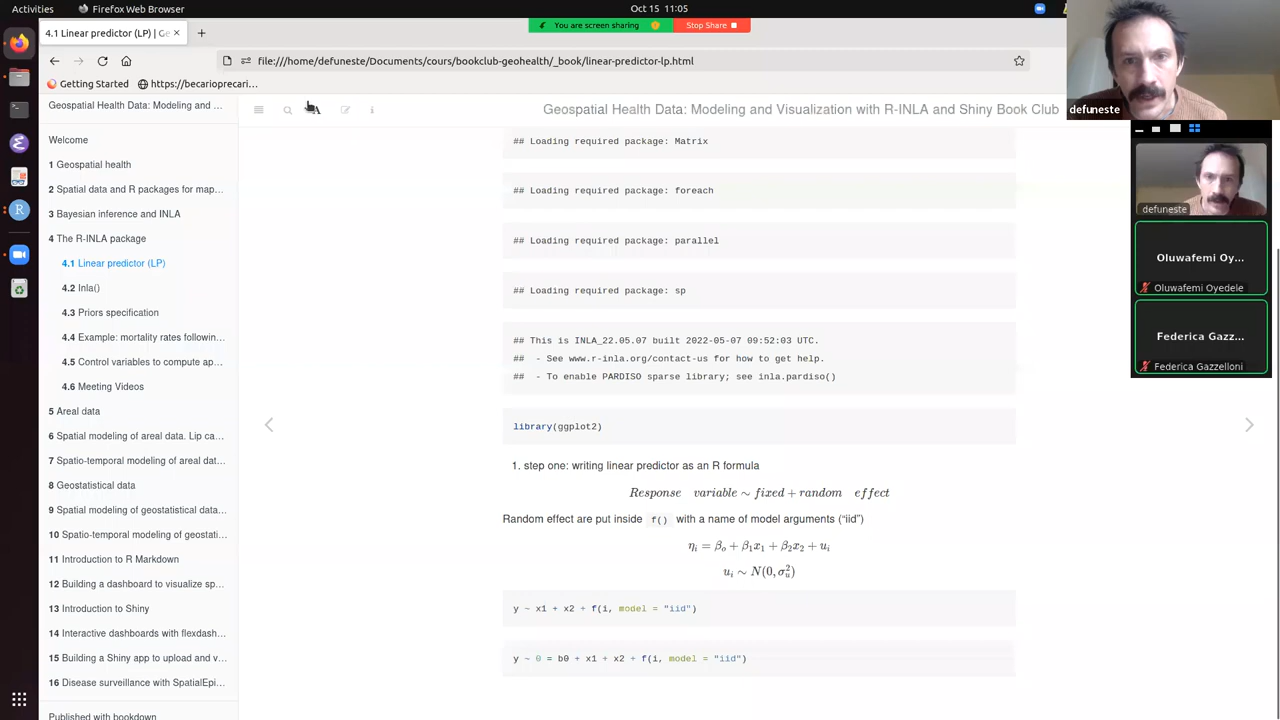 Activities
Firefox Web Browser
Oct 15 11:05
4.1 Linear predictor (LP) | Ge
You are screen sharing
Stop Share
file:///home/defuneste/Documents/cours/bookclub-geohealth/_book/linear-predictor-lp.html
Getting Started
https://becarioprecari...
defuneste
Geospatial Health Data: Modeling and ...
A
i
Geospatial Health Data: Modeling and Visualization with R-INLA and Shiny Book Club
Welcome
1 Geospatial health
2 Spatial data and R packages for map...
3 Bayesian inference and INLA
4 The R-INLA package
4.1 Linear predictor (LP)
4.2 Inla()
4.3 Priors specification
4.4 Example: mortality rates followin...
4.5 Control variables to compute ap...
4.6 Meeting Videos
5 Areal data
6 Spatial modeling of areal data. Lip ca...
7 Spatio-temporal modeling of areal dat...
8 Geostatistical data
9 Spatial modeling of geostatistical data...
10 Spatio-temporal modeling of geostati...
11 Introduction to R Markdown
12 Building a dashboard to visualize sp...
13 Introduction to Shiny
14 Interactive dashboards with flexdash...
15 Building a Shiny app to upload and v...
16 Disease surveillance with SpatialEpi...
Published with bookdown
## Loading required package: Matrix
## Loading required package: foreach
## Loading required package: parallel
## Loading required package: sp
## This is INLA_22.05.07 built 2022-05-07 09:52:03 UTC.
##  - See www.r-inla.org/contact-us for how to get help.
##  - To enable PARDISO sparse library; see inla.pardiso()
library(ggplot2)
1. step one: writing linear predictor as an R formula
Response variable ∼ fixed + random effect
Random effect are put inside f() with a name of model arguments (“iid”)
η_i = β_o + β_1x_1 + β_2x_2 + u_i
u_i ∼ N(0, σ_u^2)
y ~ x1 + x2 + f(i, model = "iid")
y ~ 0 = b0 + x1 + x2 + f(i, model = "iid")
defuneste
Oluwafemi Oy...
Oluwafemi Oyedele
Federica Gazz...
Federica Gazzelloni